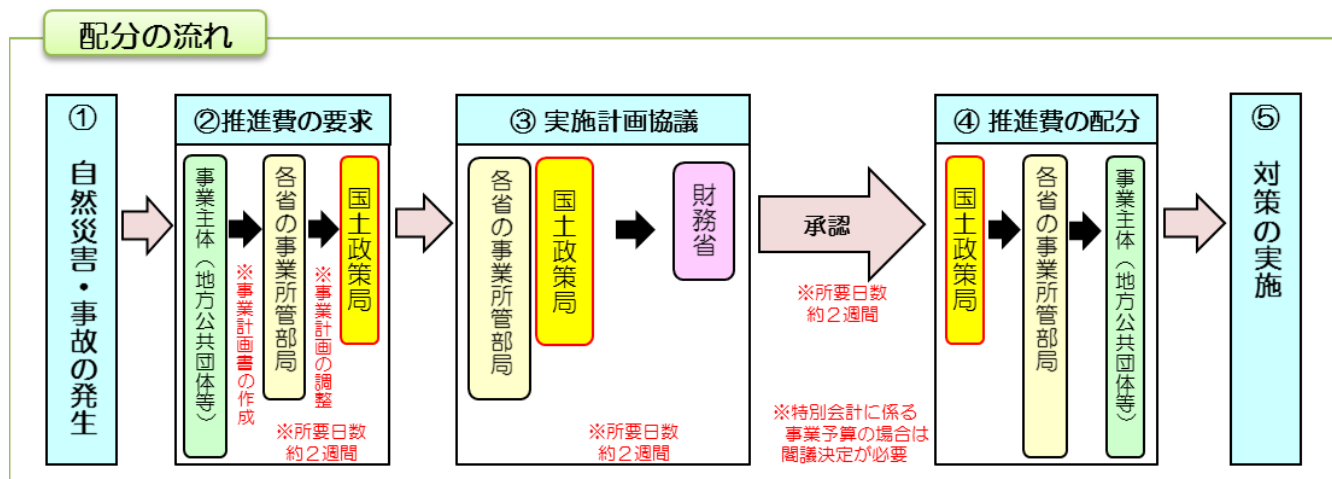 配分の流れ
①
自然災害・事故の発生
②推進費の要求
事業主体（地方公共団体等）
※事業計画書の作成
各省の事業所管部局
※事業計画の調整
国土政策局
※所要日数
約２週間
③ 実施計画協議
各省の事業所管部局
国土政策局
財務省
※所要日数
約２週間
承認
※所要日数
約２週間
※特別会計に係る
事業予算の場合は
閣議決定が必要
④ 推進費の配分
国土政策局
各省の事業所管部局
事業主体（地方公共団体等）
⑤
対策の実施